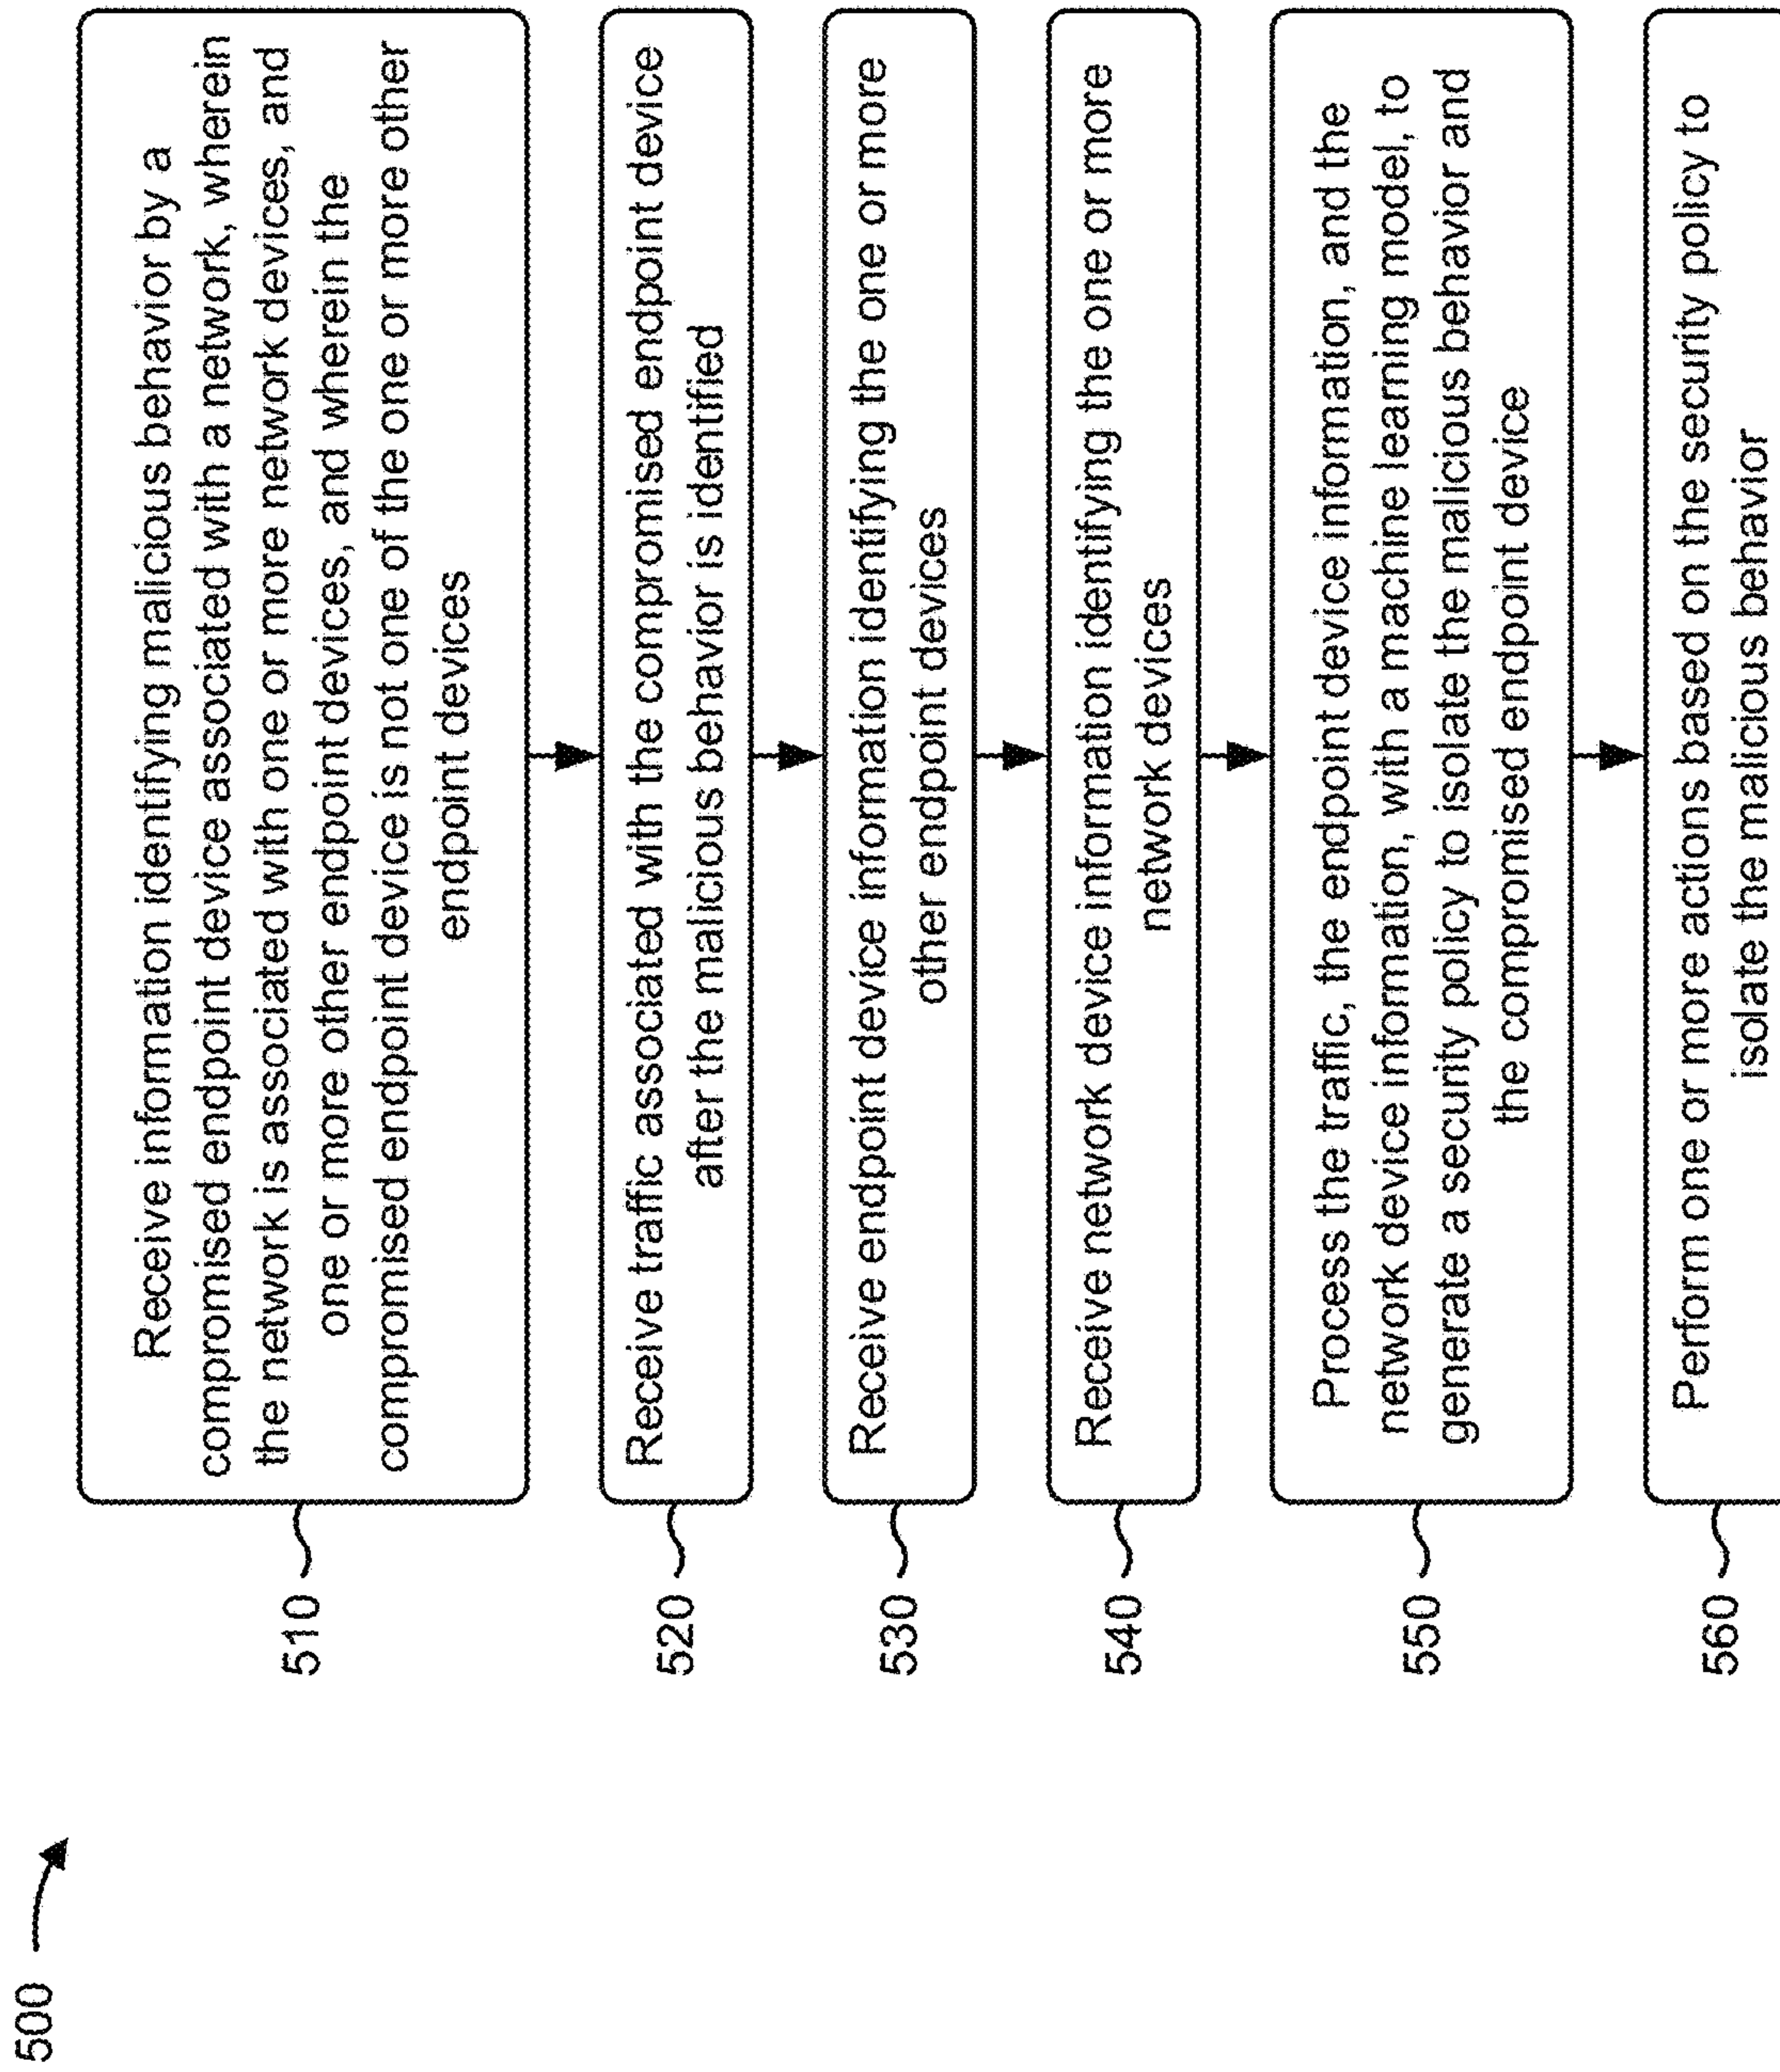 500
510
Receive information identifying malicious behavior by a
compromised endpoint device associated with a network, wherein
the network is associated with one or more network devices, and
one or more other endpoint devices, and wherein the
compromised endpoint device is not one of the one or more other
endpoint devices
520
Receive traffic associated with the compromised endpoint device
after the malicious behavior is identified
530
Receive endpoint device information identifying the one or more
other endpoint devices
540
Receive network device information identifying the one or more
network devices
550
Process the traffic, the endpoint device information, and the
network device information, with a machine learning model, to
generate a security policy to isolate the malicious behavior and
the compromised endpoint device
560
Perform one or more actions based on the security policy to
isolate the malicious behavior